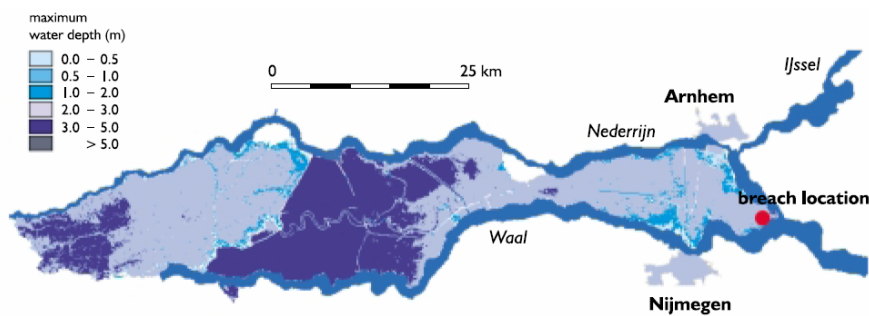 maximum
water depth (m)
0.0 – 0.5
0.5 – 1.0
1.0 – 2.0
2.0 – 3.0
3.0 – 5.0
> 5.0
0 25 km
IJssel
Arnhem
Nederrijn
breach location
Waal
Nijmegen